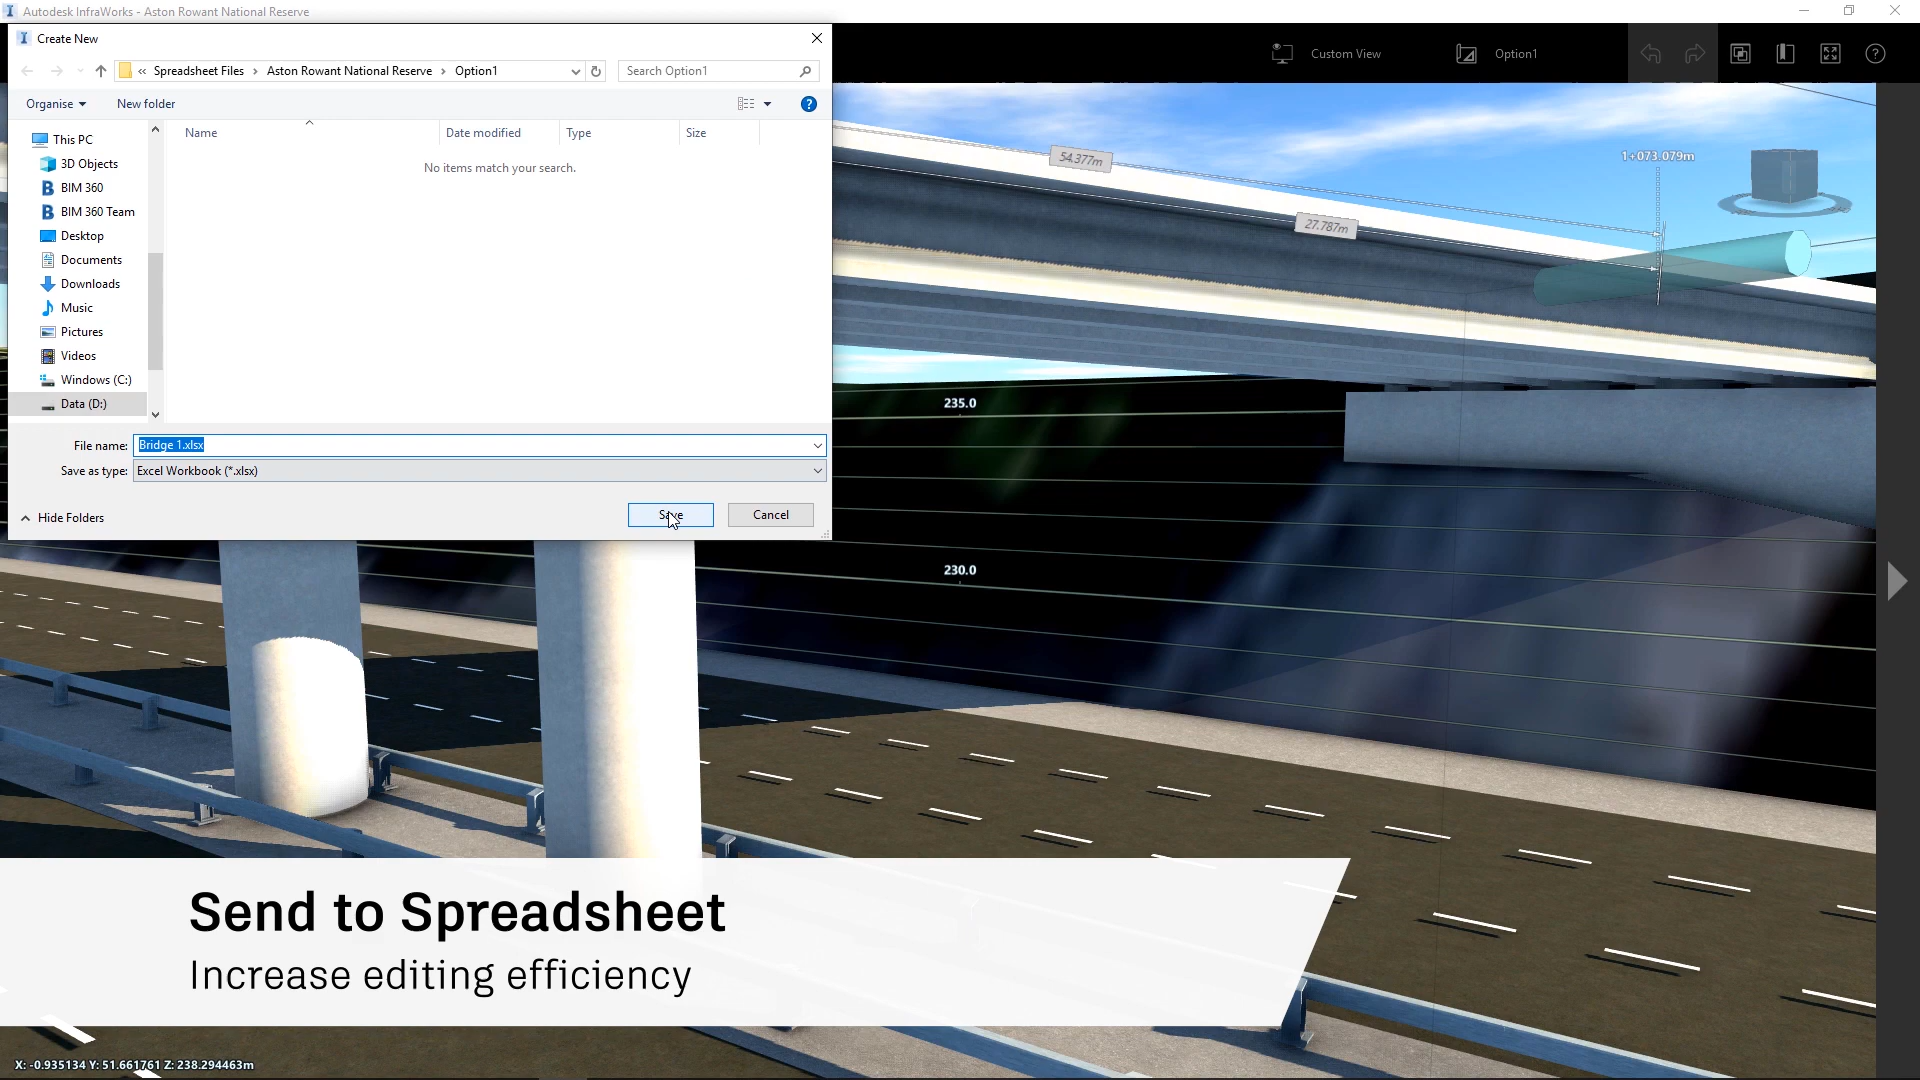 Autodesk InfraWorks - Aston Rowant National Reserve
Create New
« Spreadsheet Files › Aston Rowant National Reserve › Option1
Search Option1
Organise
New folder
Name
Date modified
Type
Size
No items match your search.
This PC
3D Objects
BIM 360
BIM 360 Team
Desktop
Documents
Downloads
Music
Pictures
Videos
Windows (C:)
Data (D:)
File name: Bridge 1.xlsx
Save as type: Excel Workbook (*.xlsx)
Hide Folders
Save
Cancel
Custom View
Option1
54.377m
27.787m
1+073.079m
235.0
230.0
Send to Spreadsheet
Increase editing efficiency
X: -0.935134 Y: 51.661761 Z: 238.294463m